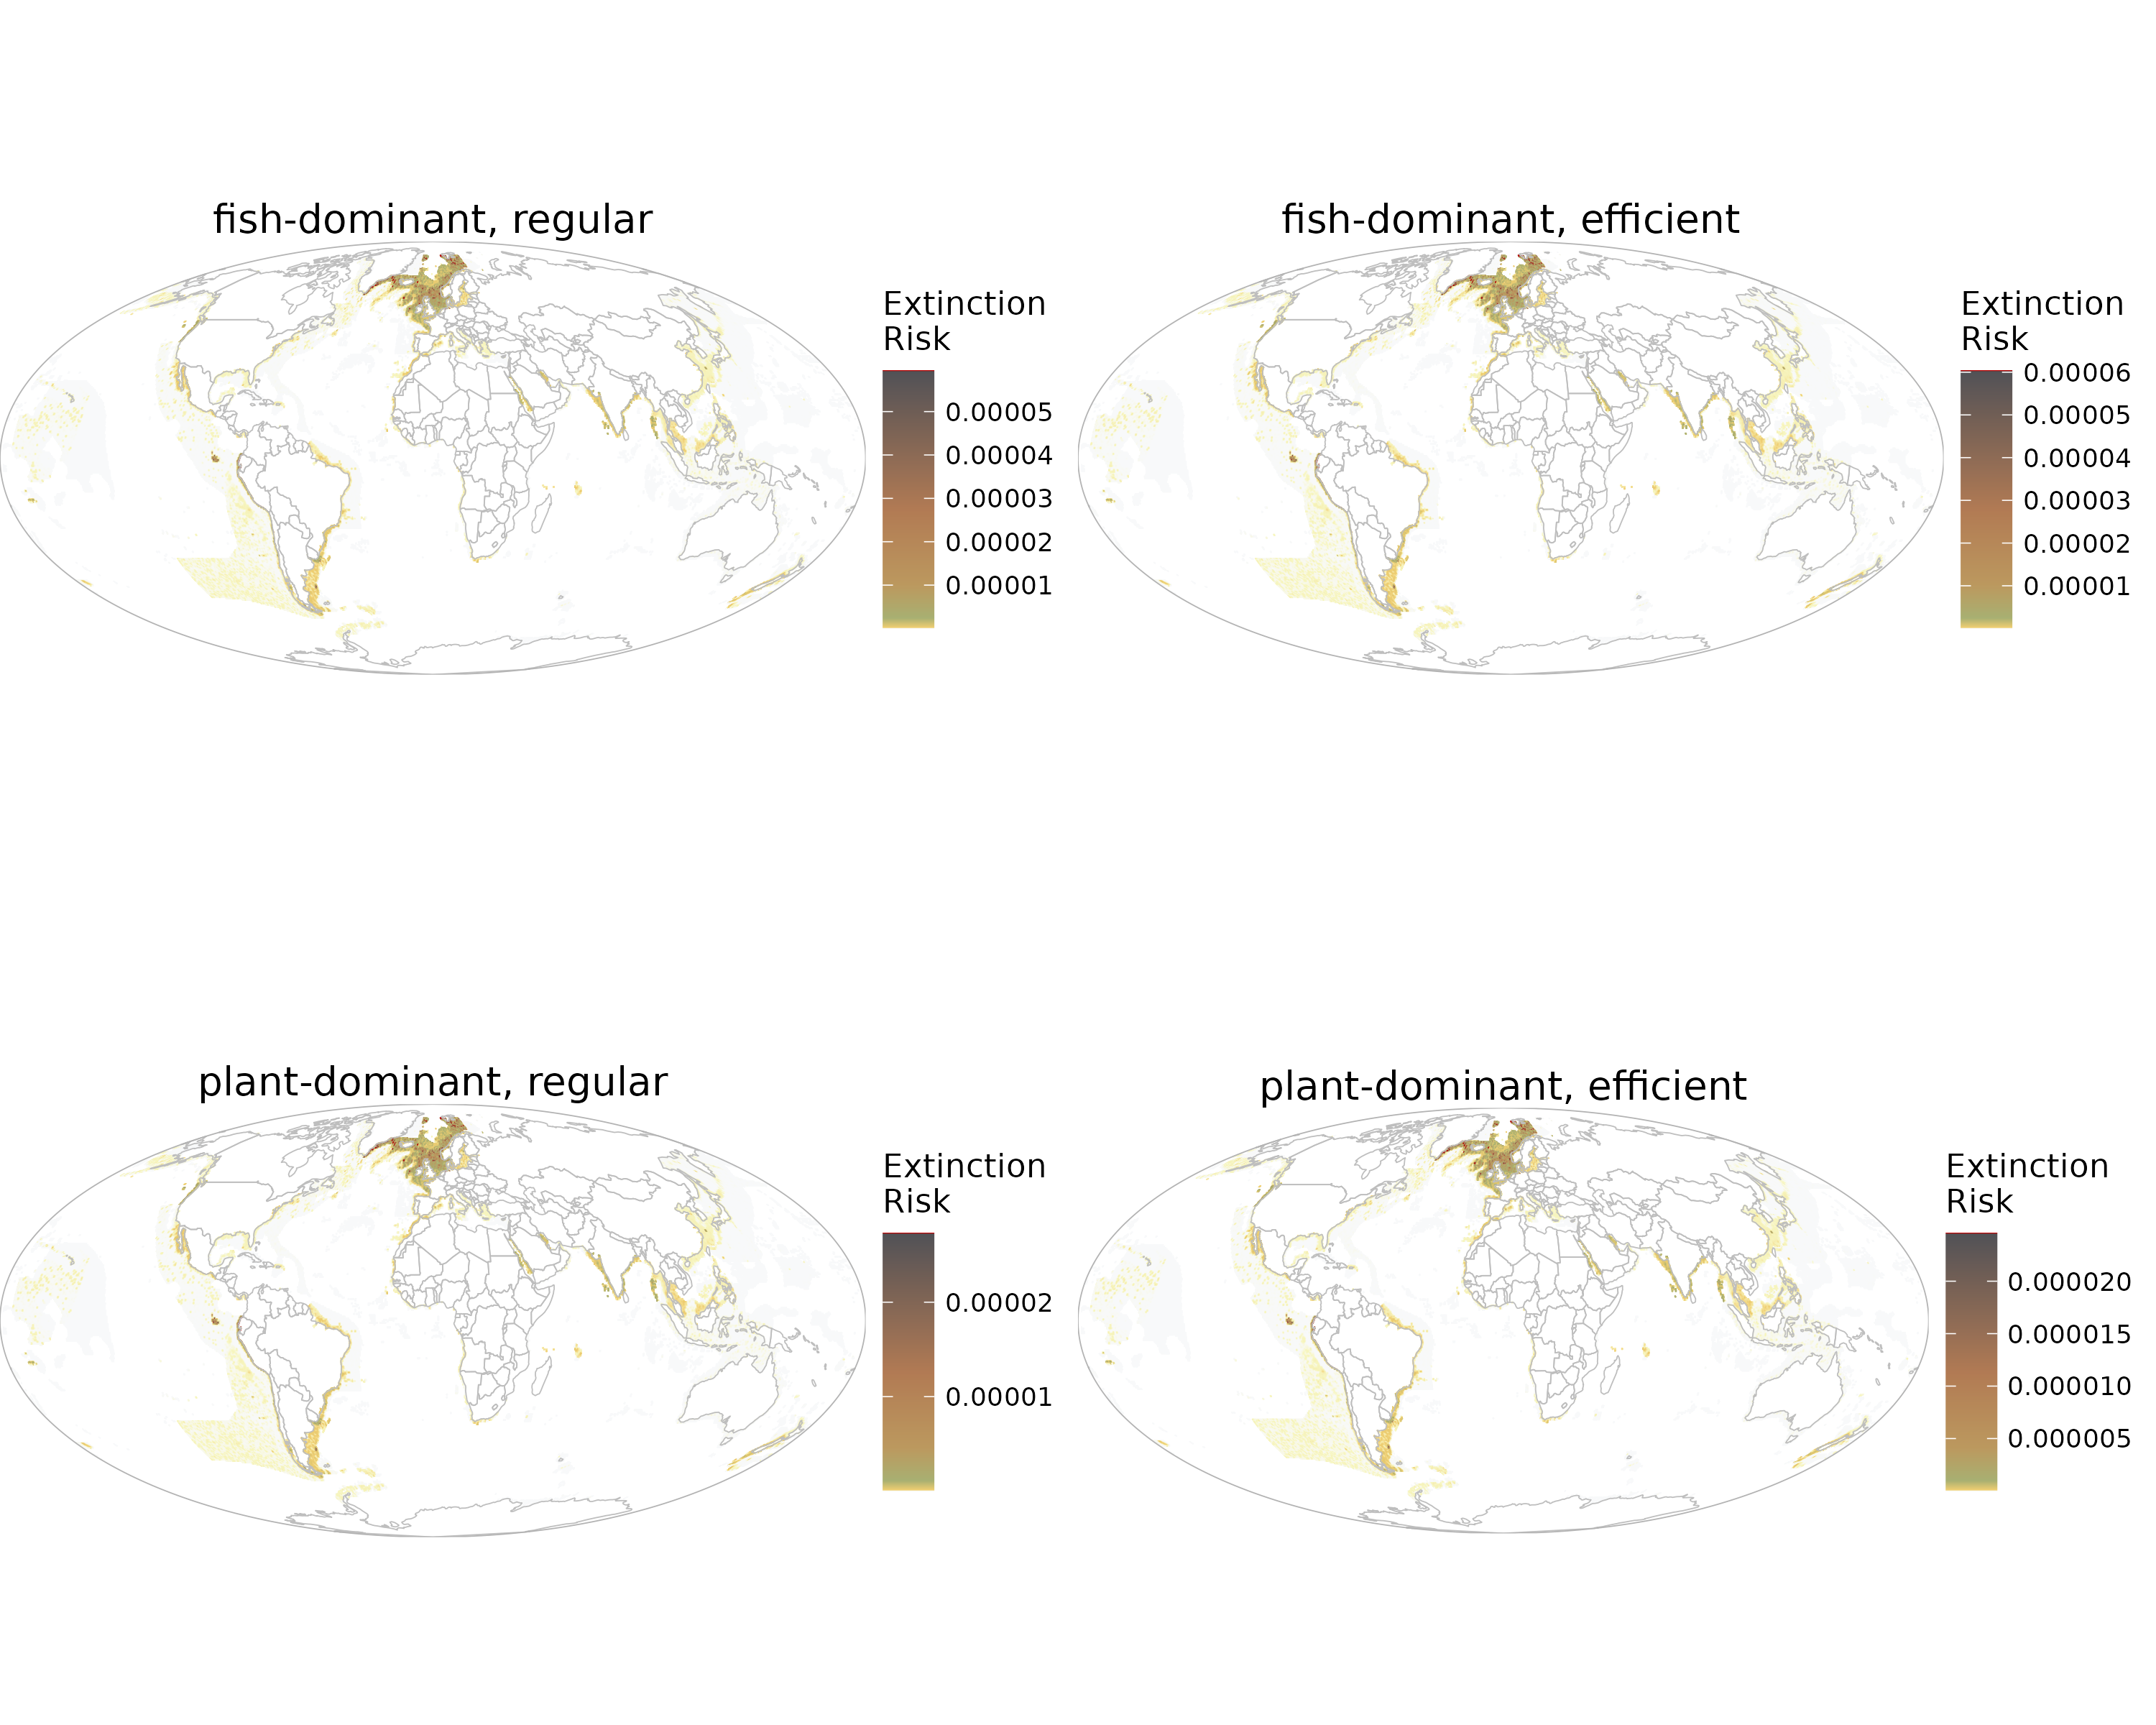 fish-dominant, regular
Extinction
Risk
0.00005
0.00004
0.00003
0.00002
0.00001
fish-dominant, efficient
Extinction
Risk
0.00006
0.00005
0.00004
0.00003
0.00002
0.00001
plant-dominant, regular
Extinction
Risk
0.00002
0.00001
plant-dominant, efficient
Extinction
Risk
0.000020
0.000015
0.000010
0.000005